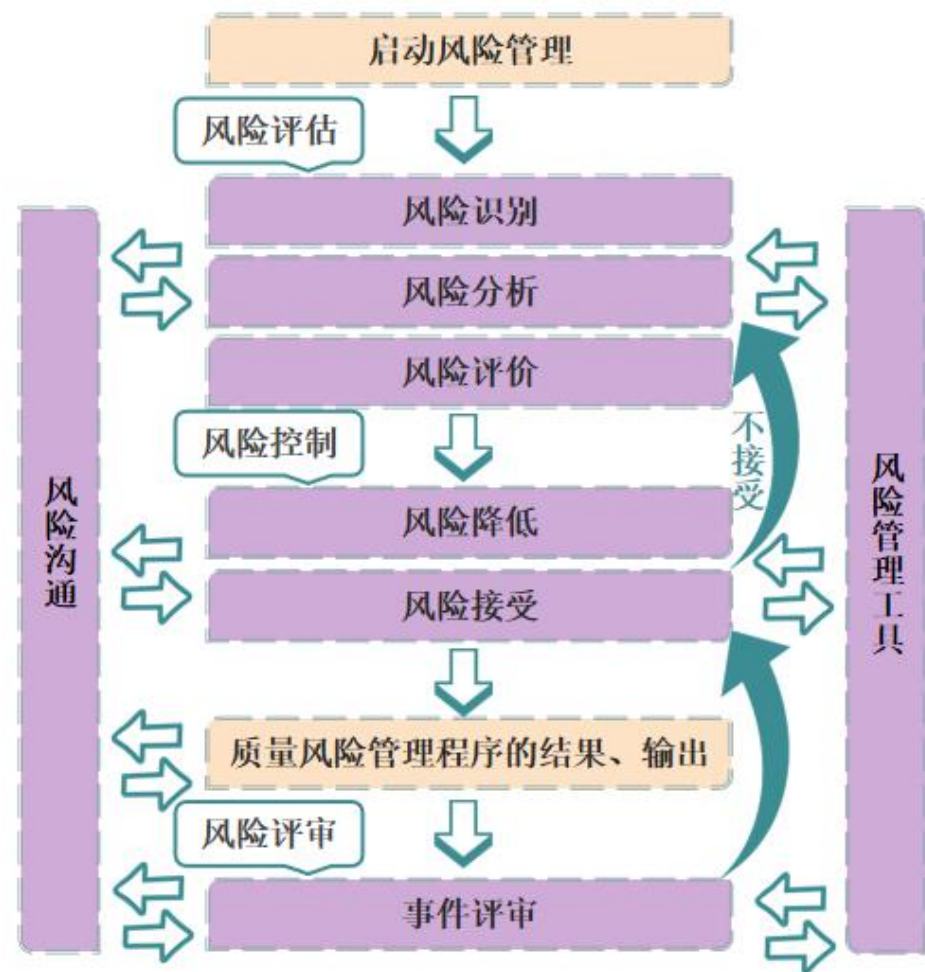 启动风险管理
风险评估
风险识别
风险分析
风险评价
风险控制
不接受
风险降低
风险接受
风险沟通
风险管理工具
质量风险管理程序的结果、输出
风险评审
事件评审